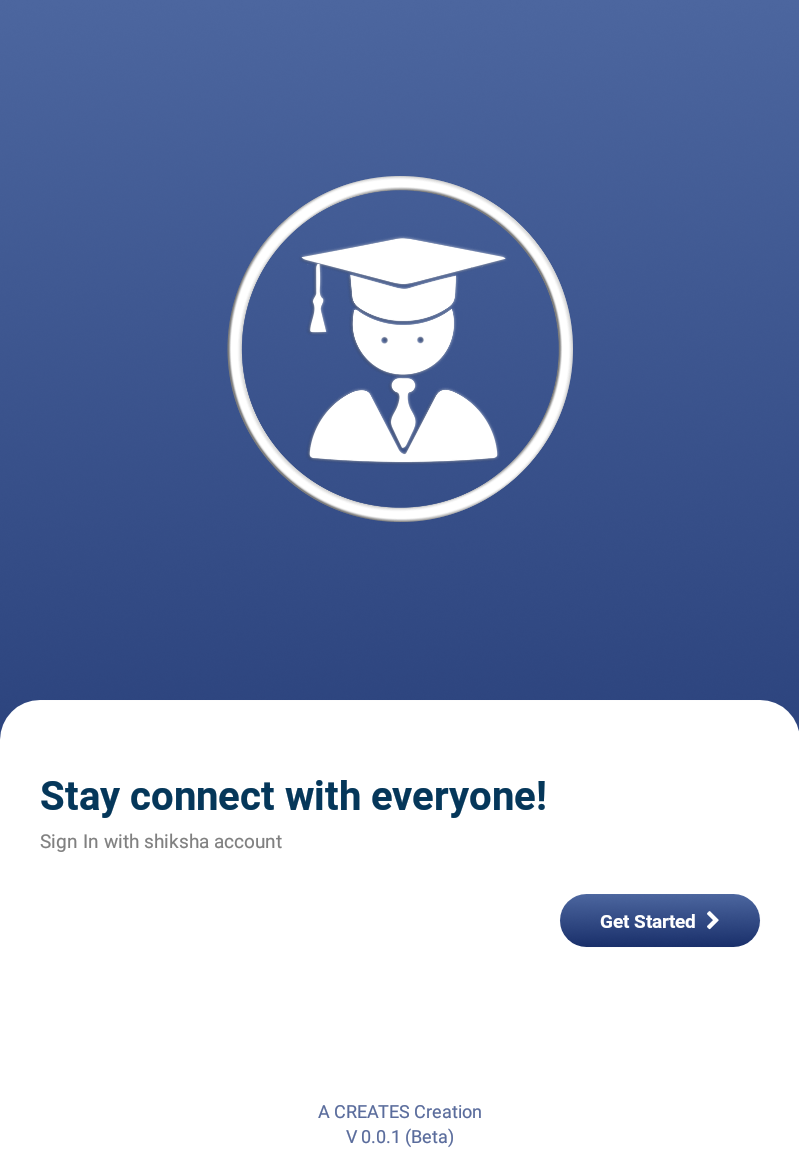 Stay connect with everyone!
Sign In with shiksha account
Get Started
A CREATES Creation
V 0.0.1 (Beta)